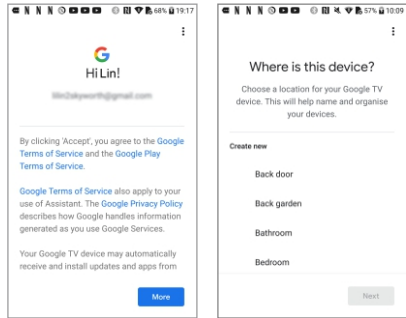 68% 19:17
Hi Lin!
By clicking 'Accept', you agree to the Google
Terms of Service and the Google Play
Terms of Service.
Google Terms of Service also apply to your
use of Assistant. The Google Privacy Policy
describes how Google handles information
generated as you use Google Services.
Your Google TV device may automatically
receive and install updates and apps from
More
57% 10:09
Where is this device?
Choose a location for your Google TV
device. This will help name and organise
your devices.
Create new
Back door
Back garden
Bathroom
Bedroom
Next